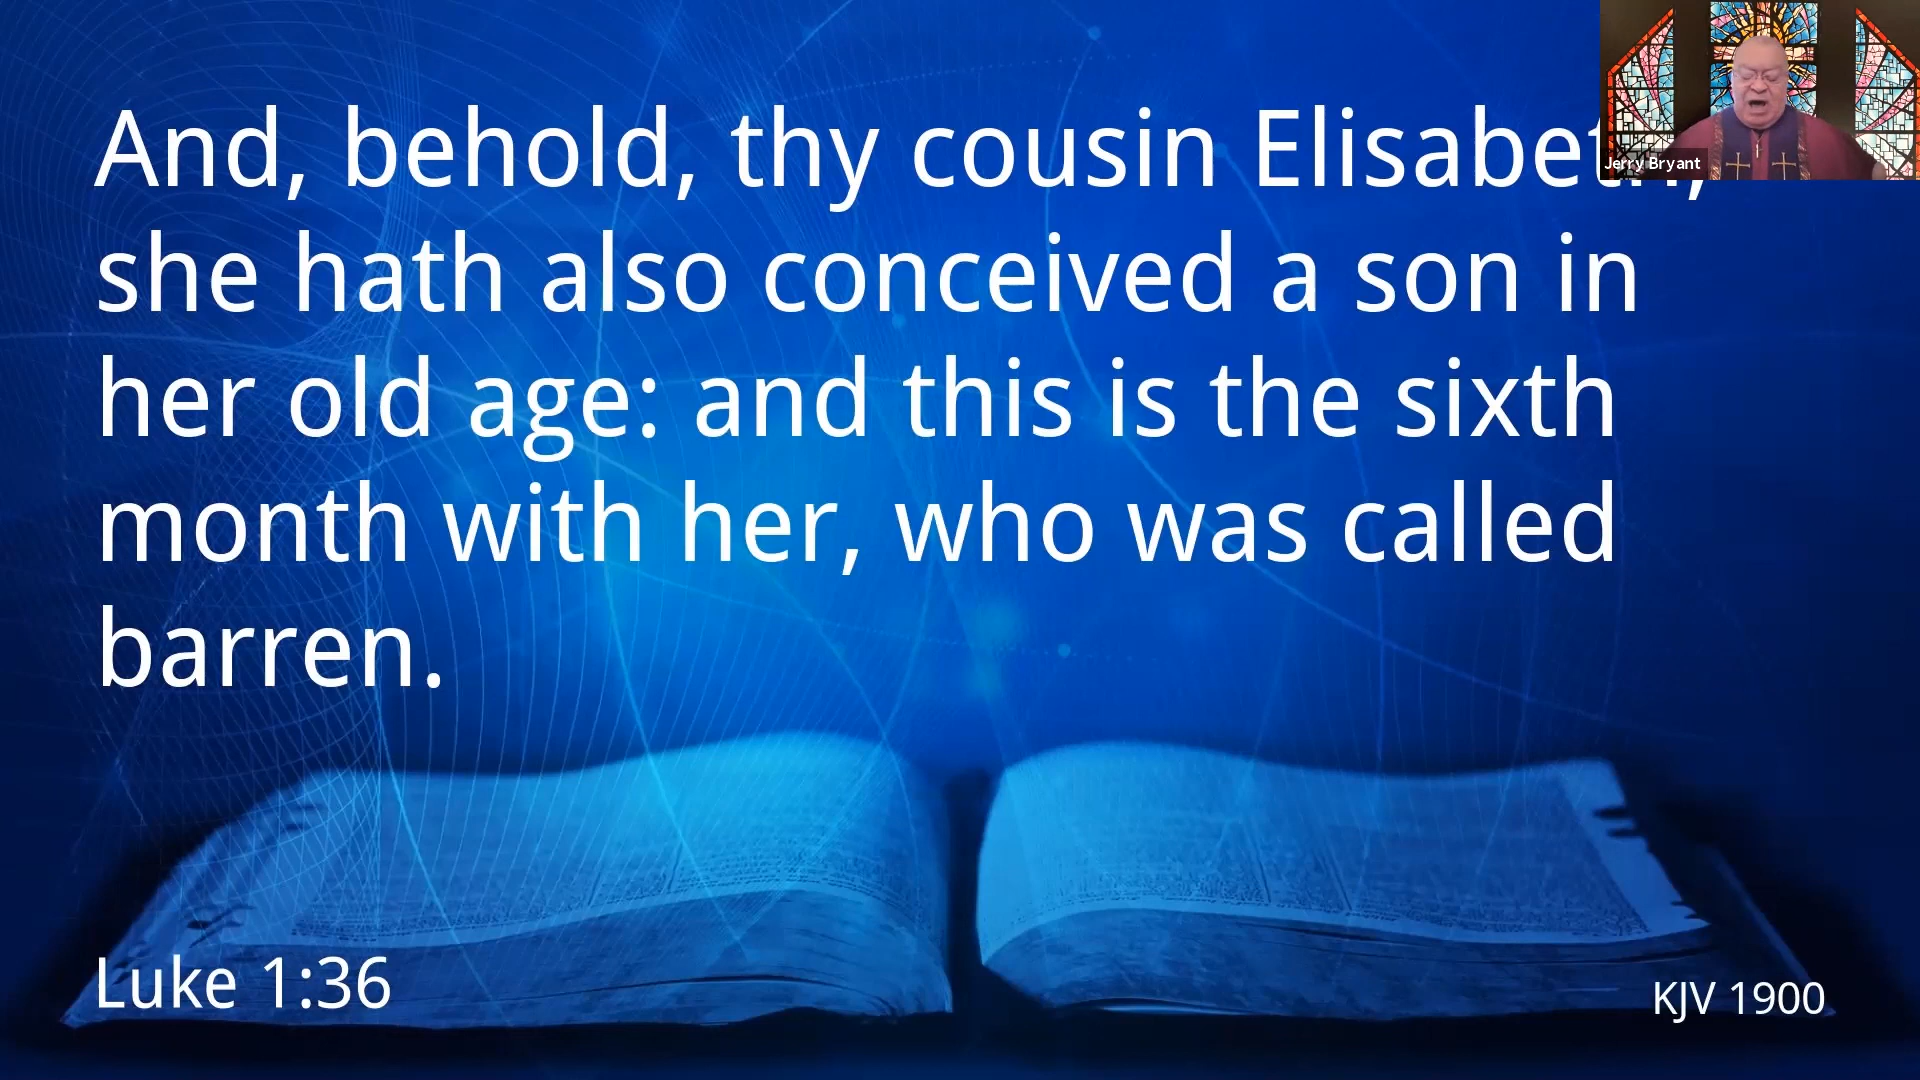 And, behold, thy cousin Elisabeth,
she hath also conceived a son in
her old age: and this is the sixth
month with her, who was called
barren.
Luke 1:36
KJV 1900
Jerry Bryant